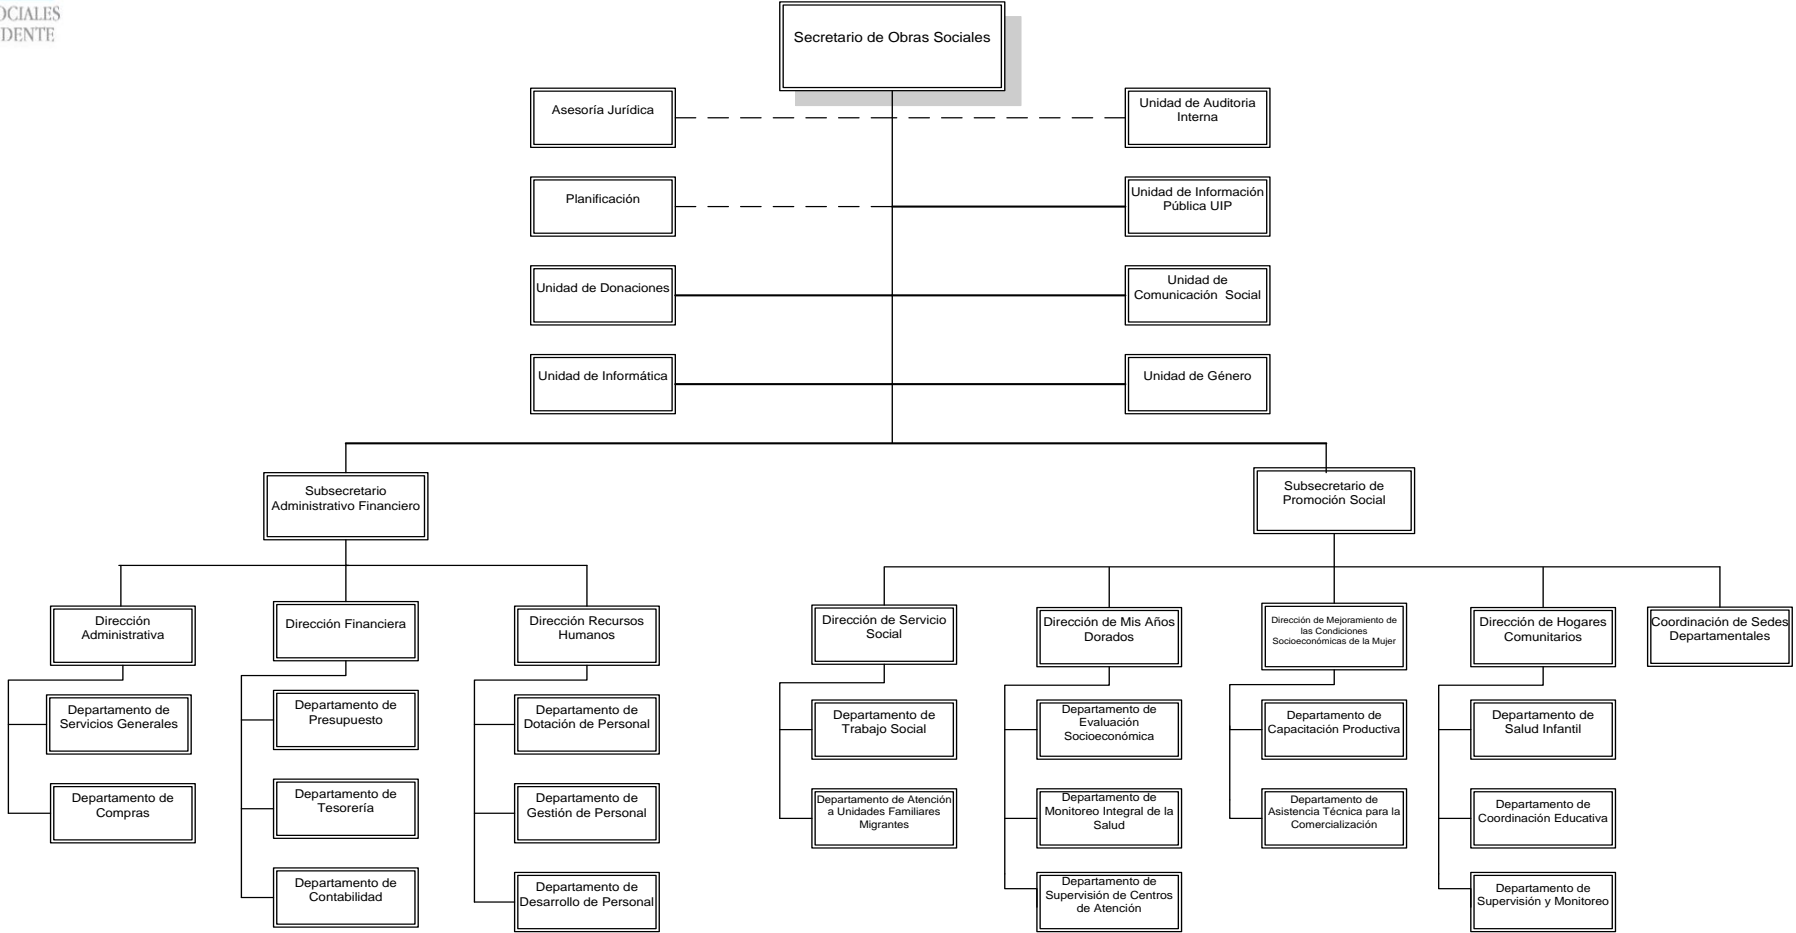 OCIALES
DENTE
Secretario de Obras Sociales
Asesoría Jurídica
Unidad de Auditoria
Interna
Planificación
Unidad de Información
Pública UIP
Unidad de Donaciones
Unidad de
Comunicación Social
Unidad de Informática
Unidad de Género
Subsecretario
Administrativo Financiero
Subsecretario de
Promoción Social
Dirección
Administrativa
Dirección Financiera
Dirección Recursos
Humanos
Dirección de Servicio
Social
Dirección de Mis Años
Dorados
Dirección de Mejoramiento de
las Condiciones
Socioeconómicas de la Mujer
Dirección de Hogares
Comunitarios
Coordinación de Sedes
Departamentales
Departamento de
Servicios Generales
Departamento de
Presupuesto
Departamento de
Dotación de Personal
Departamento de
Trabajo Social
Departamento de
Evaluación
Socioeconómica
Departamento de
Capacitación Productiva
Departamento de
Salud Infantil
Departamento de
Compras
Departamento de
Tesorería
Departamento de
Gestión de Personal
Departamento de Atención
a Unidades Familiares
Migrantes
Departamento de
Monitoreo Integral de la
Salud
Departamento de
Asistencia Técnica para la
Comercialización
Departamento de
Coordinación Educativa
Departamento de
Contabilidad
Departamento de
Desarrollo de Personal
Departamento de
Supervisión de Centros
de Atención
Departamento de
Supervisión y Monitoreo